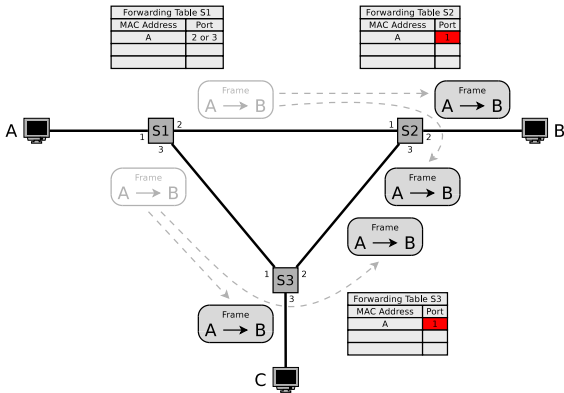 Forwarding Table S1
MAC Address Port
A 2 or 3
Forwarding Table S2
MAC Address Port
A 1
Frame
A B
Frame
A B
A
1
S1
2
3
1
S2
2
3
B
Frame
A B
Frame
A B
Frame
A B
1
S3
2
3
Frame
A B
Forwarding Table S3
MAC Address Port
A 1
C